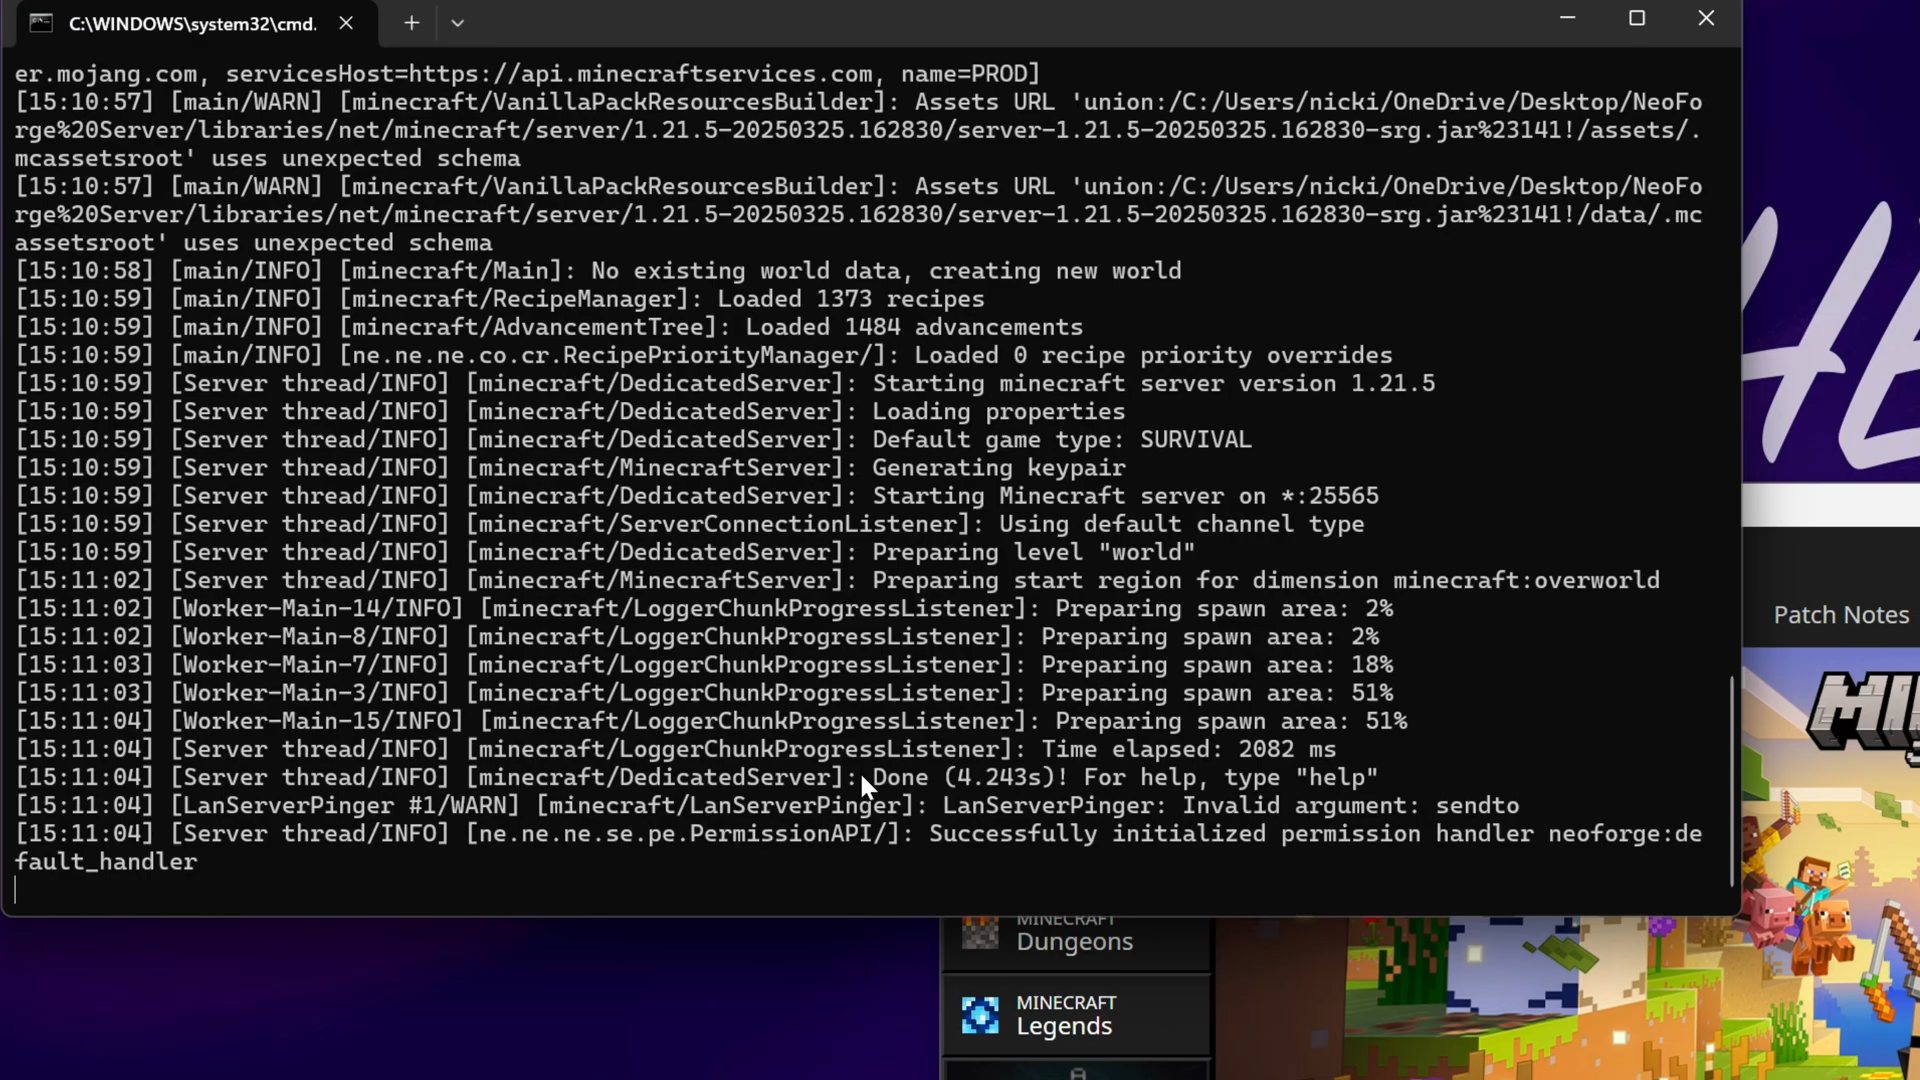 C:\WINDOWS\system32\cmd.
er.mojang.com, servicesHost=https://api.minecraftservices.com, name=PROD]
[15:10:57] [main/WARN] [minecraft/VanillaPackResourcesBuilder]: Assets URL 'union:/C:/Users/nicki/OneDrive/Desktop/NeoFo
rge%20Server/libraries/net/minecraft/server/1.21.5-20250325.162830/server-1.21.5-20250325.162830-srg.jar%23141!/assets/.
mcassetsroot' uses unexpected schema
[15:10:57] [main/WARN] [minecraft/VanillaPackResourcesBuilder]: Assets URL 'union:/C:/Users/nicki/OneDrive/Desktop/NeoFo
rge%20Server/libraries/net/minecraft/server/1.21.5-20250325.162830/server-1.21.5-20250325.162830-srg.jar%23141!/data/.mc
assetsroot' uses unexpected schema
[15:10:58] [main/INFO] [minecraft/Main]: No existing world data, creating new world
[15:10:59] [main/INFO] [minecraft/RecipeManager]: Loaded 1373 recipes
[15:10:59] [main/INFO] [minecraft/AdvancementTree]: Loaded 1484 advancements
[15:10:59] [main/INFO] [ne.ne.ne.co.cr.RecipePriorityManager/]: Loaded 0 recipe priority overrides
[15:10:59] [Server thread/INFO] [minecraft/DedicatedServer]: Starting minecraft server version 1.21.5
[15:10:59] [Server thread/INFO] [minecraft/DedicatedServer]: Loading properties
[15:10:59] [Server thread/INFO] [minecraft/DedicatedServer]: Default game type: SURVIVAL
[15:10:59] [Server thread/INFO] [minecraft/MinecraftServer]: Generating keypair
[15:10:59] [Server thread/INFO] [minecraft/DedicatedServer]: Starting Minecraft server on *:25565
[15:10:59] [Server thread/INFO] [minecraft/ServerConnectionListener]: Using default channel type
[15:10:59] [Server thread/INFO] [minecraft/DedicatedServer]: Preparing level "world"
[15:11:02] [Server thread/INFO] [minecraft/MinecraftServer]: Preparing start region for dimension minecraft:overworld
[15:11:02] [Worker-Main-14/INFO] [minecraft/LoggerChunkProgressListener]: Preparing spawn area: 2%
[15:11:02] [Worker-Main-8/INFO] [minecraft/LoggerChunkProgressListener]: Preparing spawn area: 2%
[15:11:03] [Worker-Main-7/INFO] [minecraft/LoggerChunkProgressListener]: Preparing spawn area: 18%
[15:11:03] [Worker-Main-3/INFO] [minecraft/LoggerChunkProgressListener]: Preparing spawn area: 51%
[15:11:04] [Worker-Main-15/INFO] [minecraft/LoggerChunkProgressListener]: Preparing spawn area: 51%
[15:11:04] [Server thread/INFO] [minecraft/LoggerChunkProgressListener]: Time elapsed: 2082 ms
[15:11:04] [Server thread/INFO] [minecraft/DedicatedServer]: Done (4.243s)! For help, type "help"
[15:11:04] [LanServerPinger #1/WARN] [minecraft/LanServerPinger]: LanServerPinger: Invalid argument: sendto
[15:11:04] [Server thread/INFO] [ne.ne.ne.se.pe.PermissionAPI/]: Successfully initialized permission handler neoforge:de
fault_handler
HE
Patch Notes
MINECRAFT
Dungeons
MINECRAFT
Legends